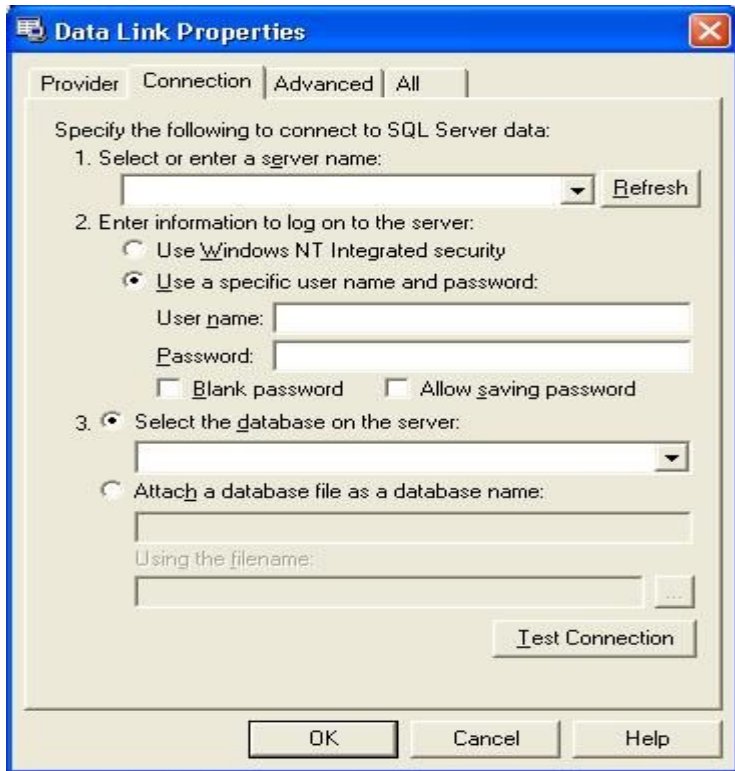 Data Link Properties
Provider Connection Advanced All
Specify the following to connect to SQL Server data:
1. Select or enter a server name:
Refresh
2. Enter information to log on to the server:
Use Windows NT Integrated security
Use a specific user name and password:
User name:
Password:
Blank password Allow saving password
3. Select the database on the server:
Attach a database file as a database name:
Using the filename:
...
Test Connection
OK Cancel Help